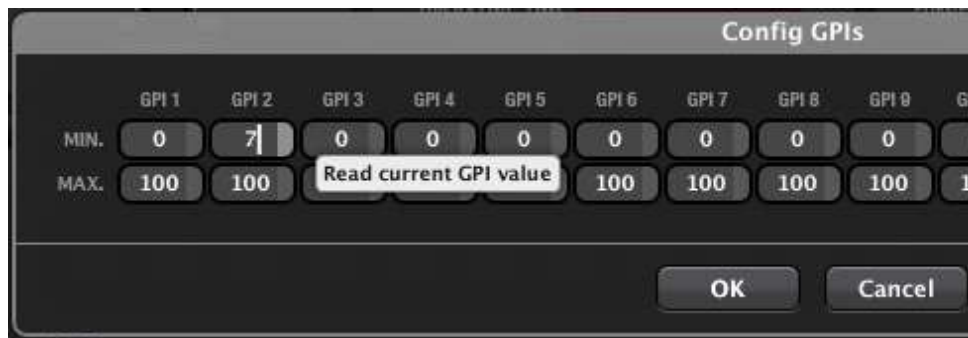 Config GPIs
GPI 1 GPI 2 GPI 3 GPI 4 GPI 5 GPI 6 GPI 7 GPI 8 GPI 9
MIN. 0 7 0 0 0 0 0 0 0
Read current GPI value
MAX. 100 100 100 100 100 100
OK Cancel